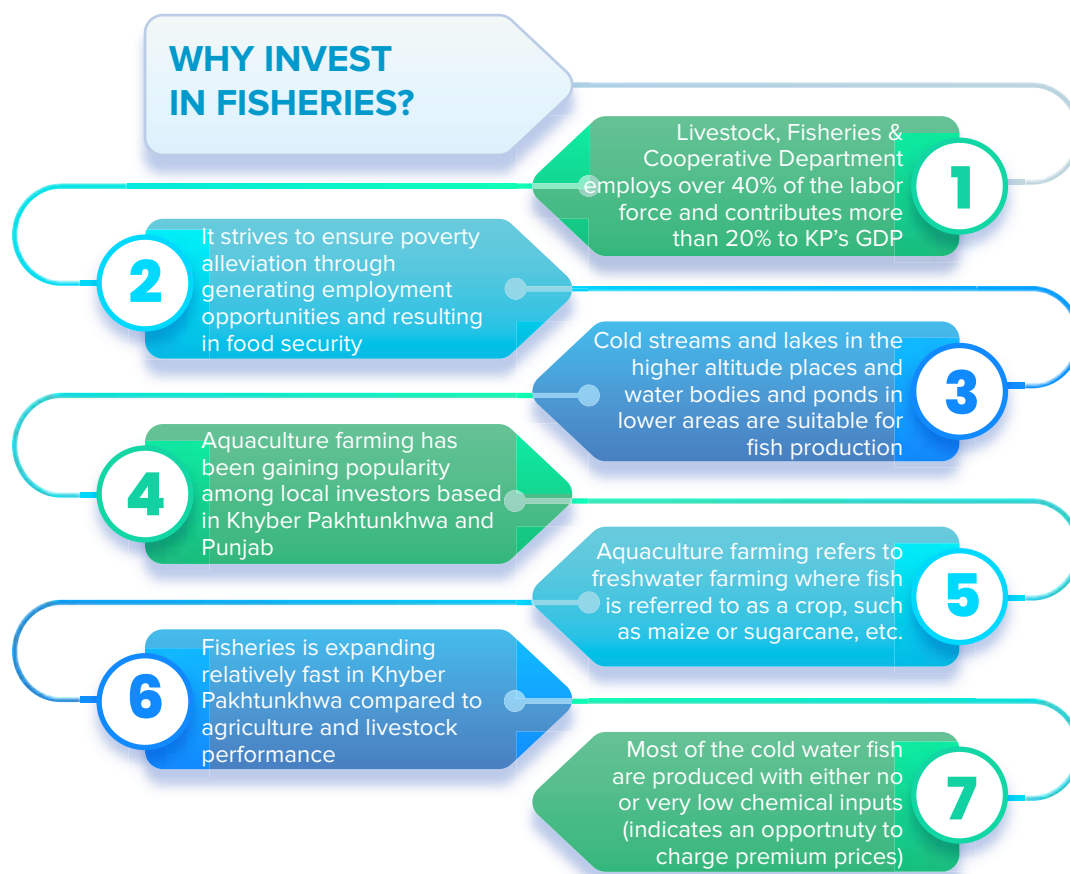 WHY INVEST
IN FISHERIES?
Livestock, Fisheries &
Cooperative Department
employs over 40% of the labor
force and contributes more
than 20% to KP’s GDP
1
2
It strives to ensure poverty
alleviation through
generating employment
opportunities and resulting
in food security
Cold streams and lakes in the
higher altitude places and
water bodies and ponds in
lower areas are suitable for
fish production
3
4
Aquaculture farming has
been gaining popularity
among local investors based
in Khyber Pakhtunkhwa and
Punjab
Aquaculture farming refers to
freshwater farming where fish
is referred to as a crop, such
as maize or sugarcane, etc.
5
6
Fisheries is expanding
relatively fast in Khyber
Pakhtunkhwa compared to
agriculture and livestock
performance
Most of the cold water fish
are produced with either no
or very low chemical inputs
(indicates an opportnuty to
charge premium prices)
7